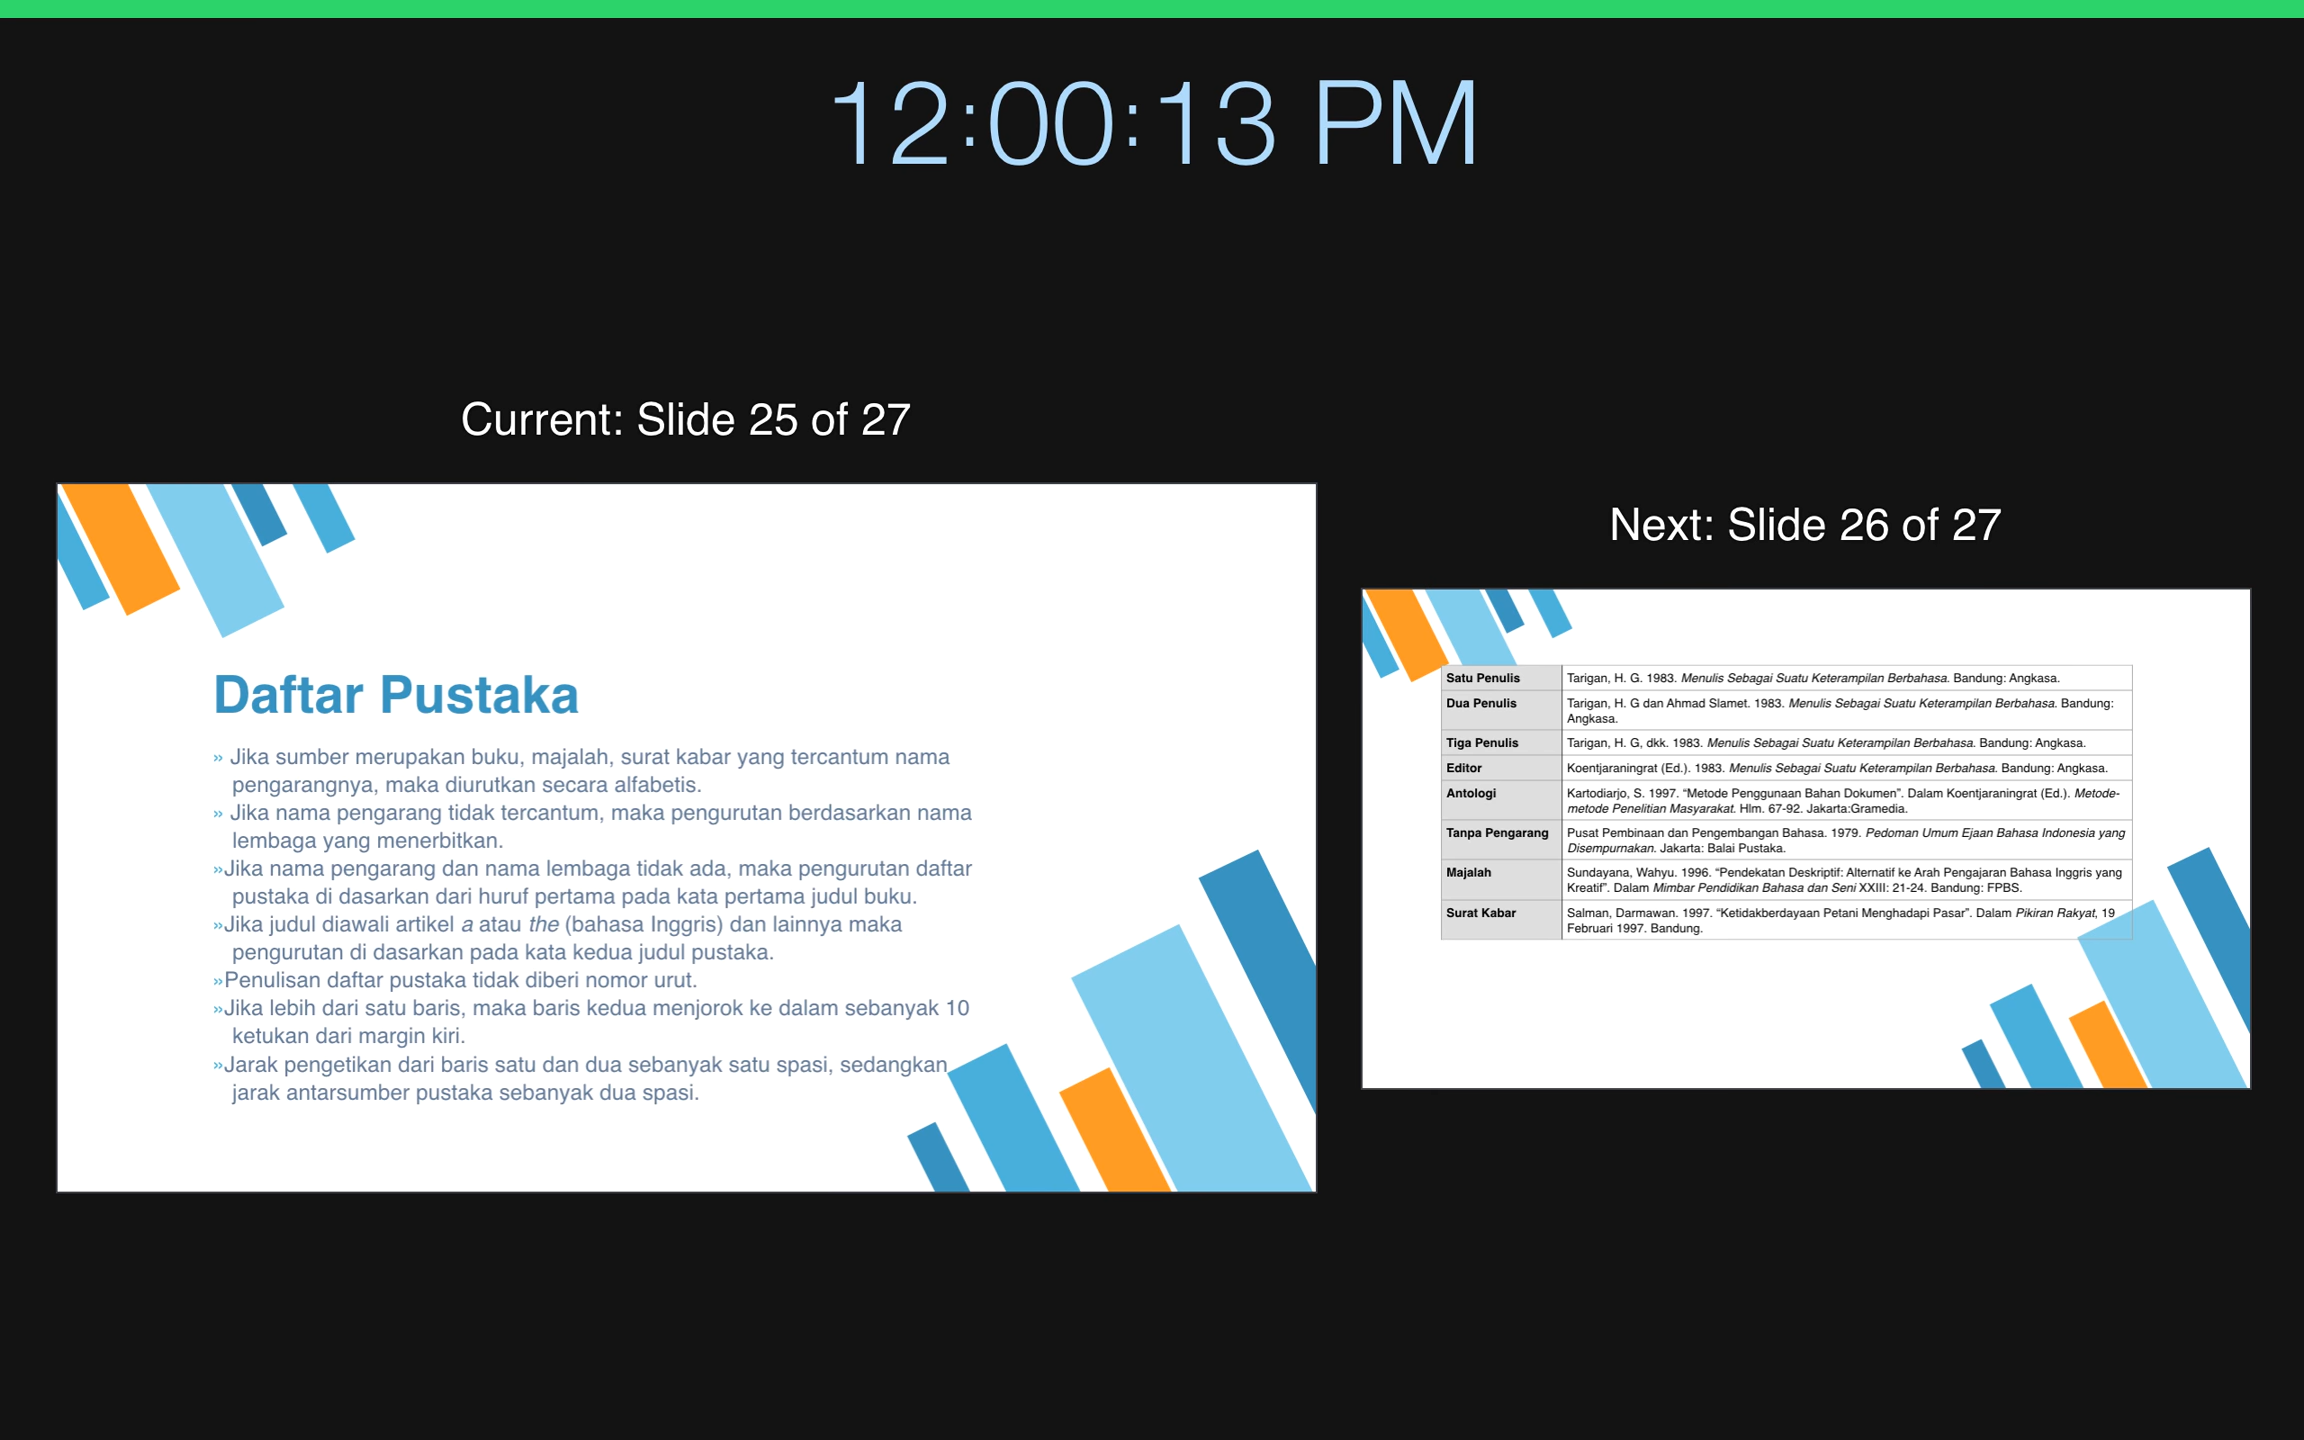 12:00:13 PM
Current: Slide 25 of 27
Daftar Pustaka
» Jika sumber merupakan buku, majalah, surat kabar yang tercantum nama
pengarangnya, maka diurutkan secara alfabetis.
» Jika nama pengarang tidak tercantum, maka pengurutan berdasarkan nama
lembaga yang menerbitkan.
»Jika nama pengarang dan nama lembaga tidak ada, maka pengurutan daftar
pustaka di dasarkan dari huruf pertama pada kata pertama judul buku.
»Jika judul diawali artikel a atau the (bahasa Inggris) dan lainnya maka
pengurutan di dasarkan pada kata kedua judul pustaka.
»Penulisan daftar pustaka tidak diberi nomor urut.
»Jika lebih dari satu baris, maka baris kedua menjorok ke dalam sebanyak 10
ketukan dari margin kiri.
»Jarak pengetikan dari baris satu dan dua sebanyak satu spasi, sedangkan
jarak antarsumber pustaka sebanyak dua spasi.
Next: Slide 26 of 27
Satu Penulis Tarigan, H. G. 1983. Menulis Sebagai Suatu Keterampilan Berbahasa. Bandung: Angkasa.
Dua Penulis Tarigan, H. G dan Ahmad Slamet. 1983. Menulis Sebagai Suatu Keterampilan Berbahasa. Bandung:
Angkasa.
Tiga Penulis Tarigan, H. G, dkk. 1983. Menulis Sebagai Suatu Keterampilan Berbahasa. Bandung: Angkasa.
Editor Koentjaraningrat (Ed.). 1983. Menulis Sebagai Suatu Keterampilan Berbahasa. Bandung: Angkasa.
Antologi Kartodiarjo, S. 1997. “Metode Penggunaan Bahan Dokumen”. Dalam Koentjaraningrat (Ed.). Metode-
metode Penelitian Masyarakat. Hlm. 67-92. Jakarta:Gramedia.
Tanpa Pengarang Pusat Pembinaan dan Pengembangan Bahasa. 1979. Pedoman Umum Ejaan Bahasa Indonesia yang
Disempurnakan. Jakarta: Balai Pustaka.
Majalah Sundayana, Wahyu. 1996. “Pendekatan Deskriptif: Alternatif ke Arah Pengajaran Bahasa Inggris yang
Kreatif”. Dalam Mimbar Pendidikan Bahasa dan Seni XXIII: 21-24. Bandung: FPBS.
Surat Kabar Salman, Darmawan. 1997. “Ketidakberdayaan Petani Menghadapi Pasar”. Dalam Pikiran Rakyat, 19
Februari 1997. Bandung.